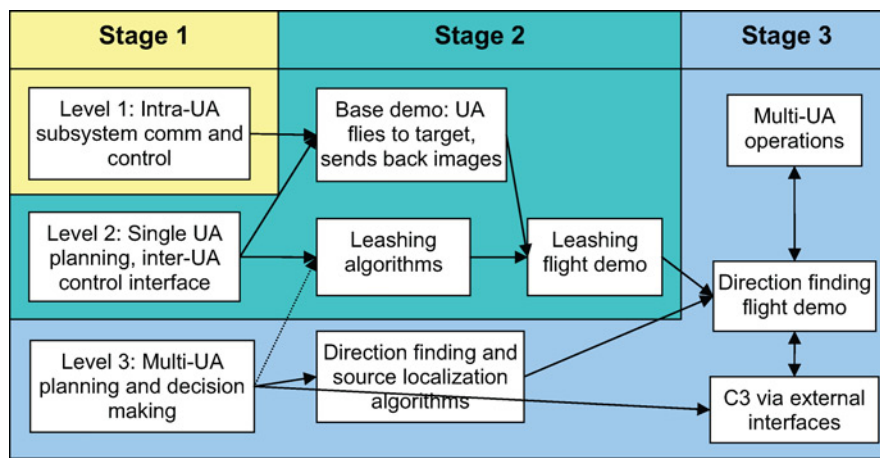 Stage 1
Stage 2
Stage 3
Level 1: Intra-UA
subsystem comm and
control
Base demo: UA
flies to target,
sends back images
Multi-UA
operations
Level 2: Single UA
planning, inter-UA
control interface
Leashing
algorithms
Leashing
flight demo
Direction finding
flight demo
Level 3: Multi-UA
planning and decision
making
Direction finding and
source localization
algorithms
C3 via external
interfaces